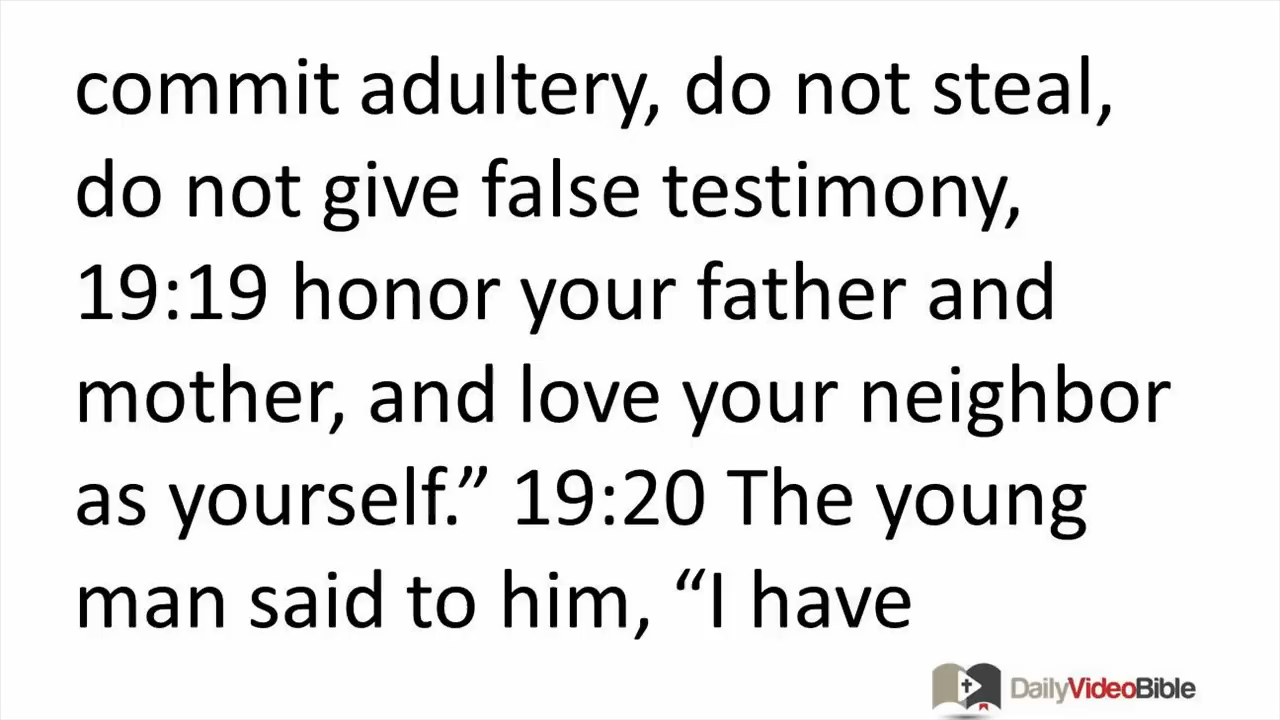 commit adultery, do not steal,
do not give false testimony,
19:19 honor your father and
mother, and love your neighbor
as yourself.” 19:20 The young
man said to him, “I have
DailyVideoBible